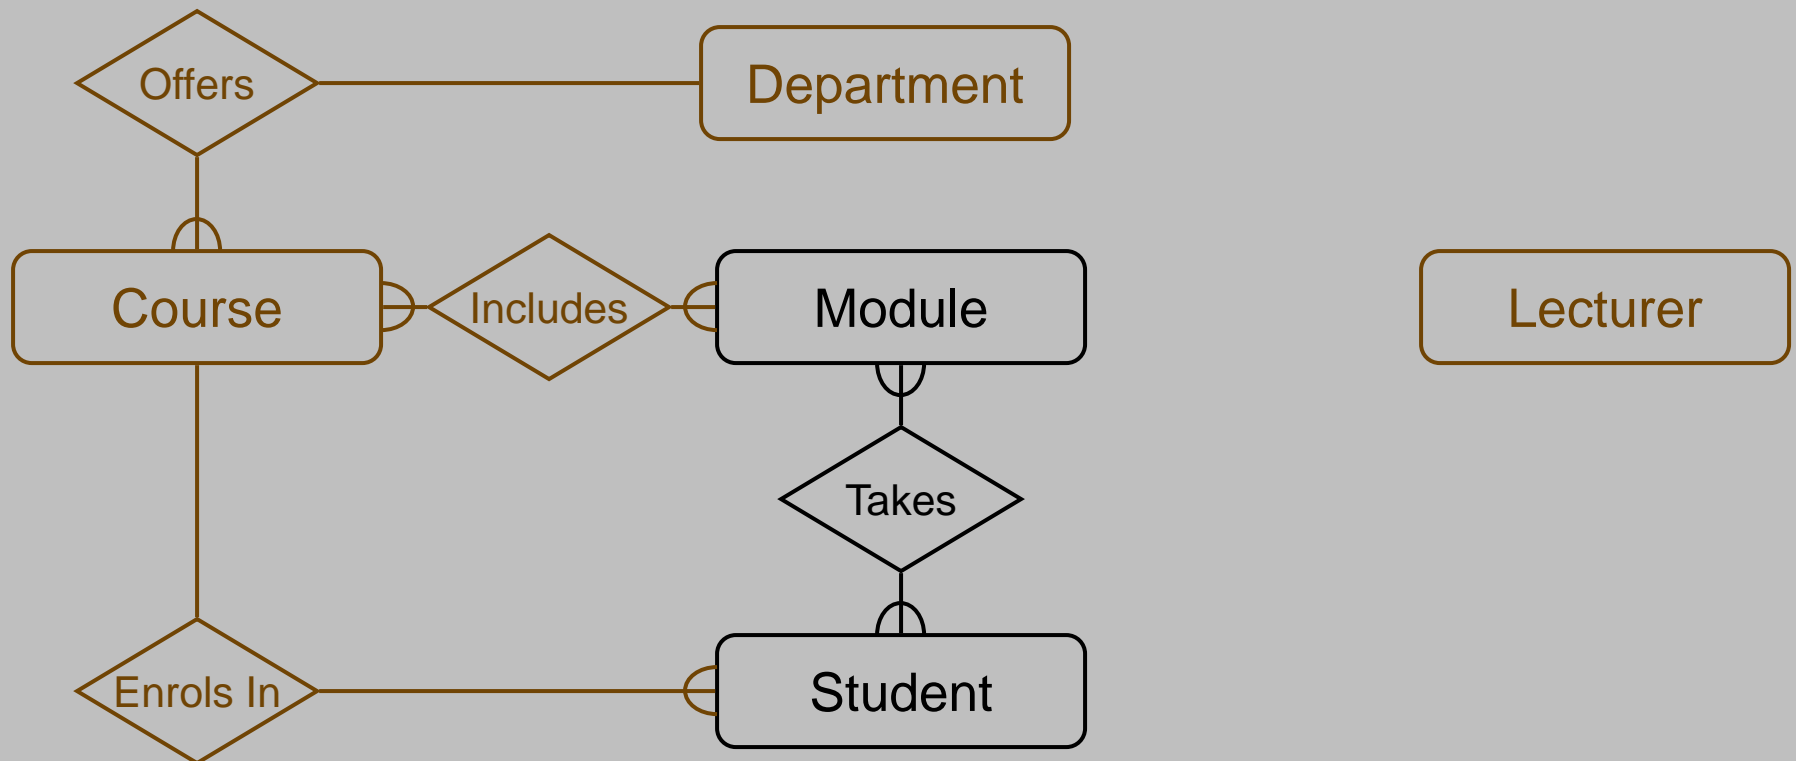 Offers
Department
Course
Includes
Module
Lecturer
Takes
Enrols In
Student